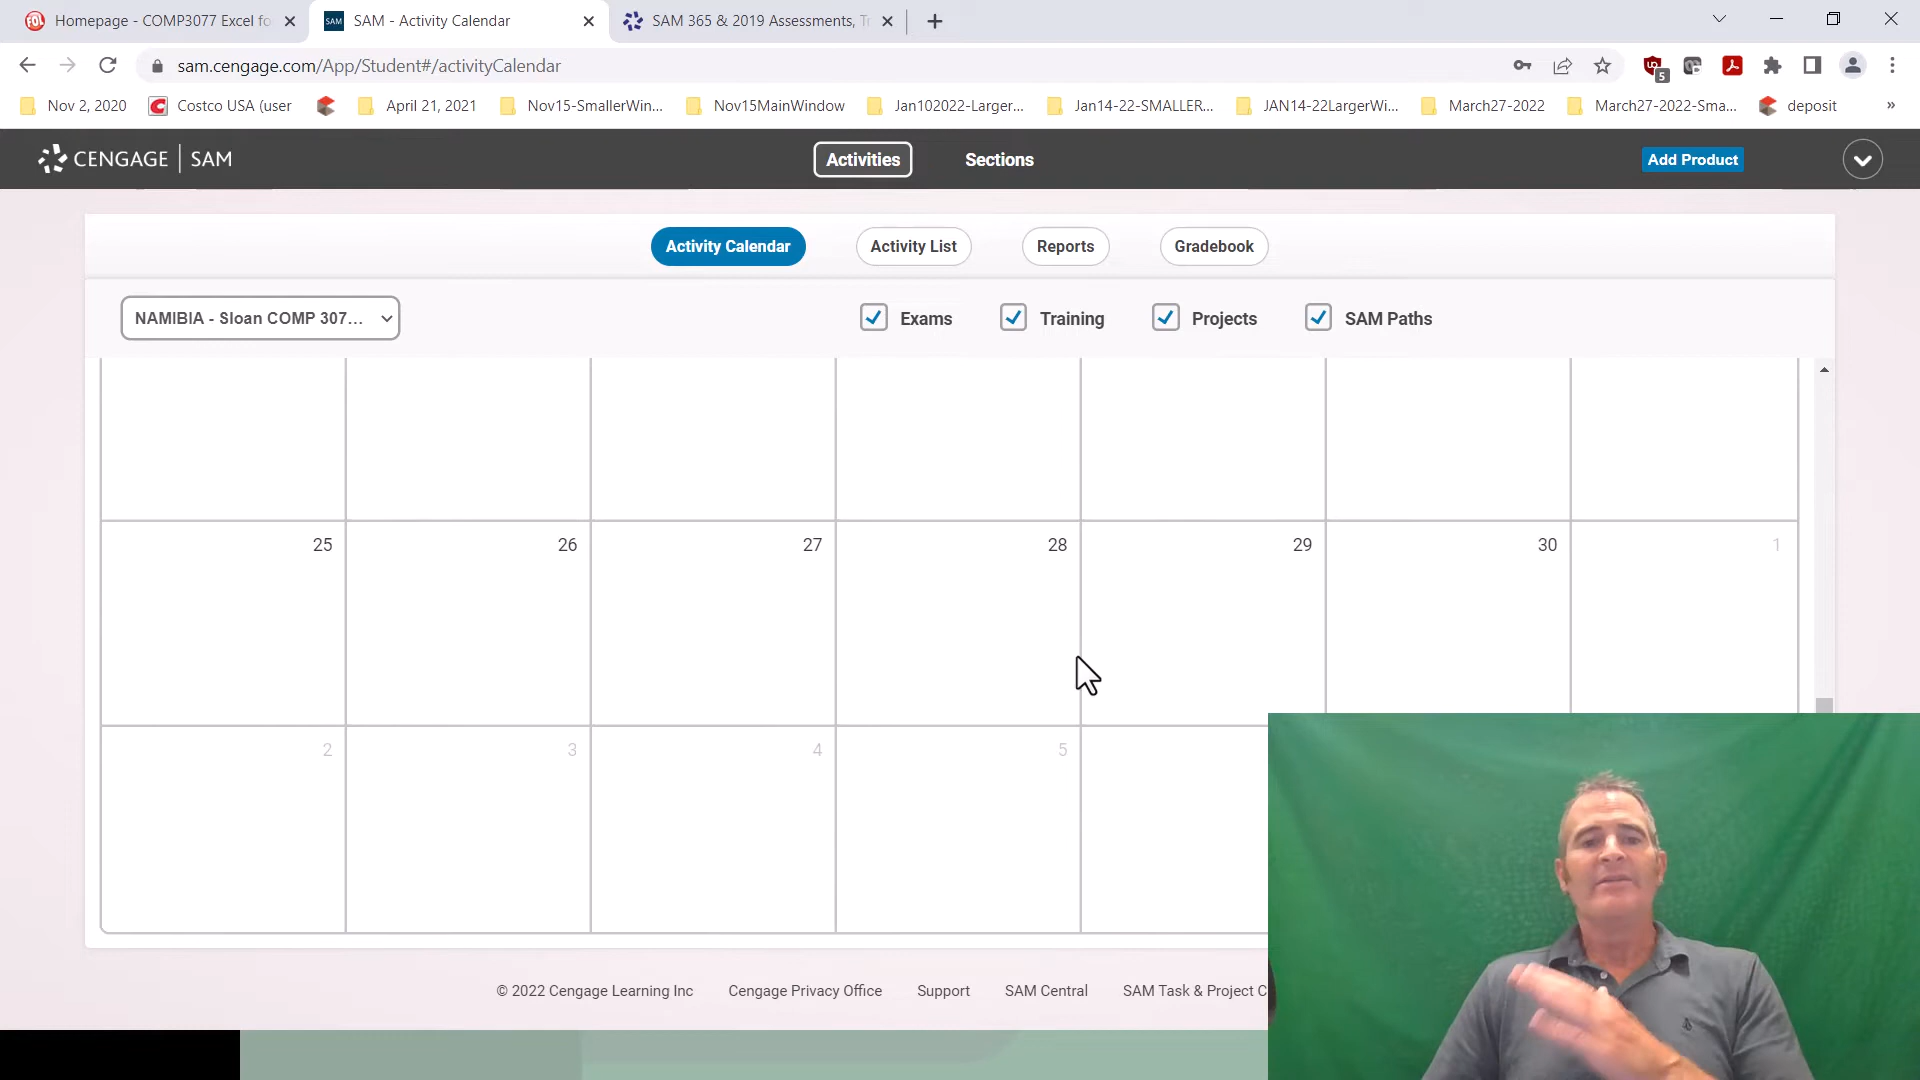 Homepage - COMP3077 Excel fo
SAM - Activity Calendar
SAM 365 & 2019 Assessments, Tr
sam.cengage.com/App/Student#/activityCalendar
5
Nov 2, 2020
Costco USA (user
April 21, 2021
Nov15-SmallerWin...
Nov15MainWindow
Jan102022-Larger...
Jan14-22-SMALLER...
JAN14-22LargerWi...
March27-2022
March27-2022-Sma...
deposit
»
CENGAGE | SAM
Activities
Sections
Add Product
Activity Calendar
Activity List
Reports
Gradebook
NAMIBIA - Sloan COMP 307...
Exams
Training
Projects
SAM Paths
25 26 27 28 29 30 1
2 3 4 5
© 2022 Cengage Learning Inc
Cengage Privacy Office
Support
SAM Central
SAM Task & Project C